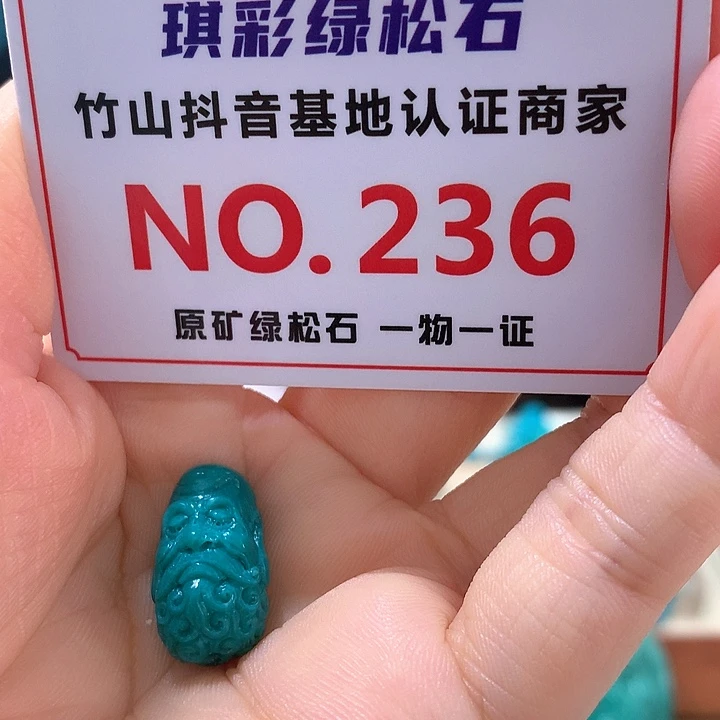 琪彩绿松石
竹山抖音基地认证商家
NO.236
原矿绿松石 一物一证